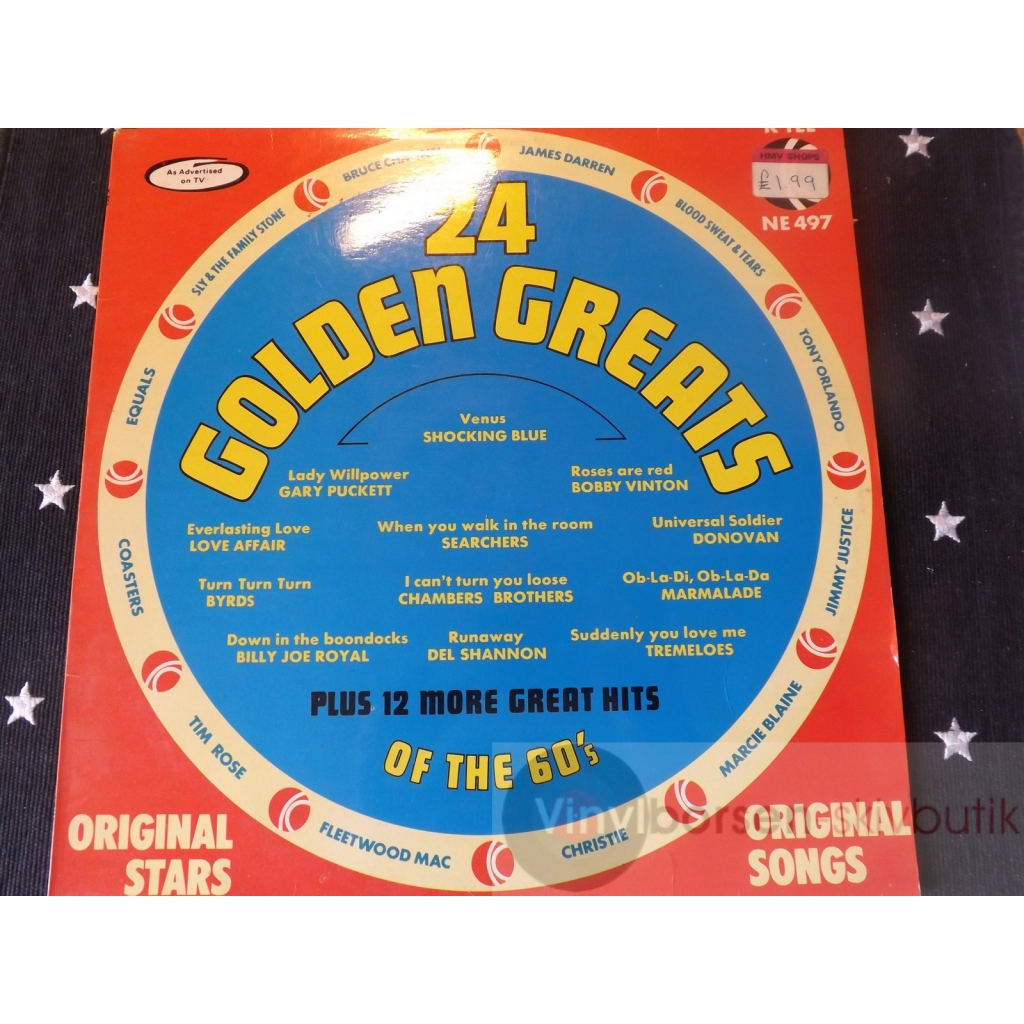 As Advertised
on TV
HMV SHOPS
£1.99
NE 497
BRUCE
JAMES DARREN
BLOOD SWEAT & TEARS
TONY ORLANDO
JIMMY JUSTICE
MARCIE BLAINE
CHRISTIE
FLEETWOOD MAC
TIM ROSE
COASTERS
EQUALS
SLY & THE FAMILY STONE
24
GOLDEN GREATS
Venus
SHOCKING BLUE
Lady Willpower
GARY PUCKETT
Roses are red
BOBBY VINTON
Everlasting Love
LOVE AFFAIR
When you walk in the room
SEARCHERS
Universal Soldier
DONOVAN
Turn Turn Turn
BYRDS
I can't turn you loose
CHAMBERS BROTHERS
Ob-La-Di, Ob-La-Da
MARMALADE
Down in the boondocks
BILLY JOE ROYAL
Runaway
DEL SHANNON
Suddenly you love me
TREMELOES
PLUS 12 MORE GREAT HITS
OF THE 60's
ORIGINAL
STARS
ORIGINAL
SONGS
Vinylbörsen skivbutik